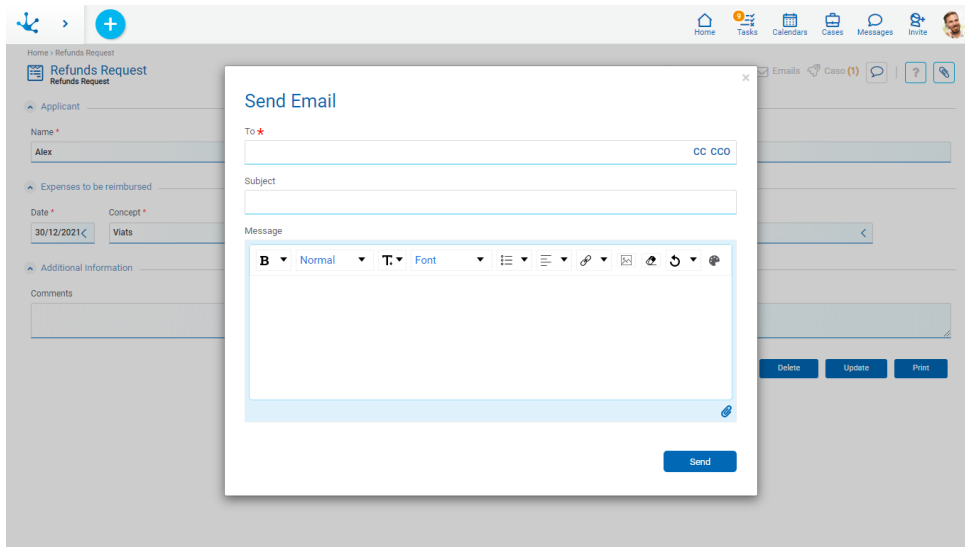 9
Home Tasks Calendars Cases Messages Invite
Home › Refunds Request
Refunds Request
Refunds Request
Emails Caso (1) ?
Applicant
Name *
Alex
Expenses to be reimbursed
Date * Concept *
30/12/2021 Viats
Additional Information
Comments
Delete Update Print
×
Send Email
To *
CC CCO
Subject
Message
B Normal T. Font
Send